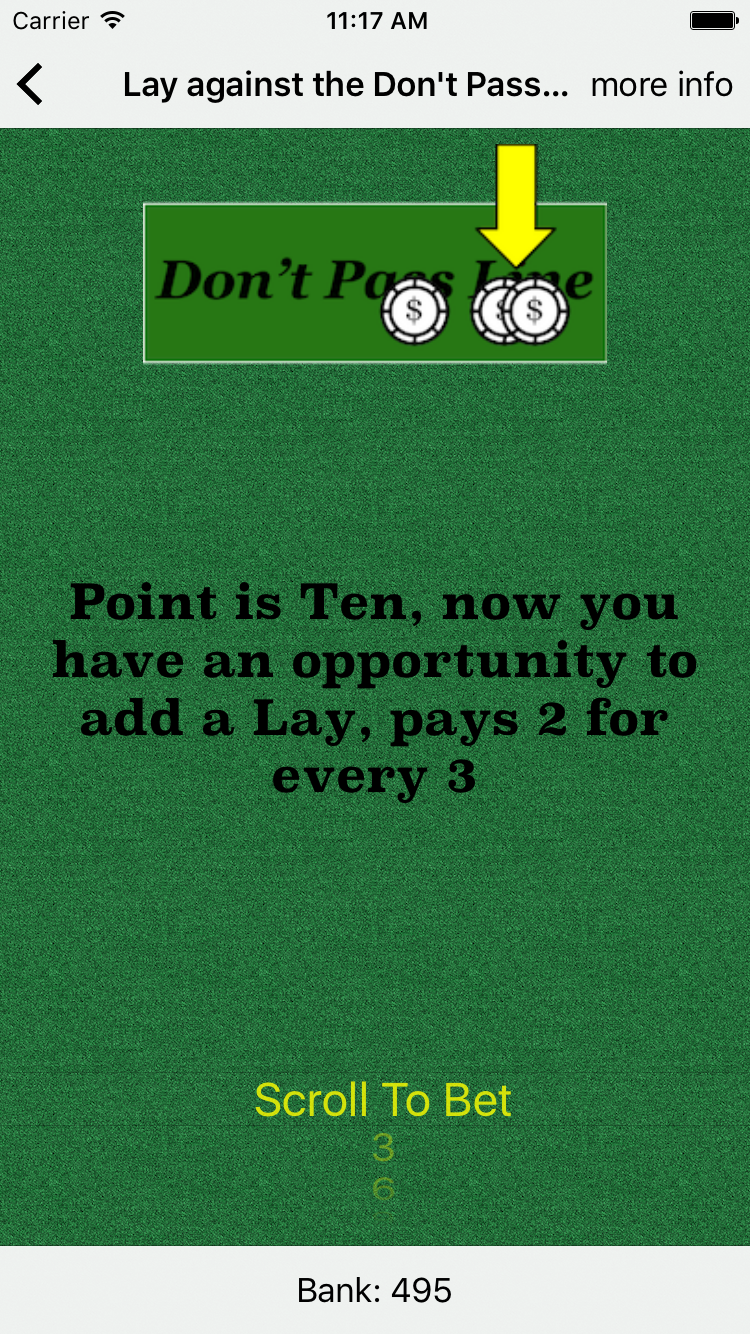 Carrier 11:17 AM
Lay against the Don't Pass... more info
Don't Pass Line
$ $ $
Point is Ten, now you
have an opportunity to
add a Lay, pays 2 for
every 3
Scroll To Bet
3
6
Bank: 495